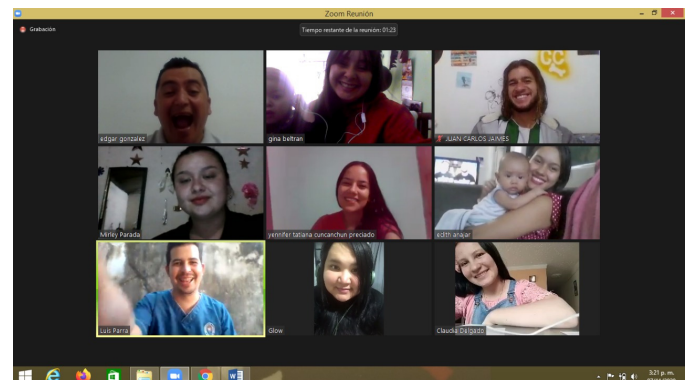 Zoom Reunión
Grabación
Tiempo restante de la reunión: 01:23
edgar gonzalez
gina beltran
JUAN CARLOS JAIMES
Mirley Parada
yennifer tatiana cuncanchun preciado
edith anajar
Luis Parra
Glow
Claudia Delgado
3:21 p. m.